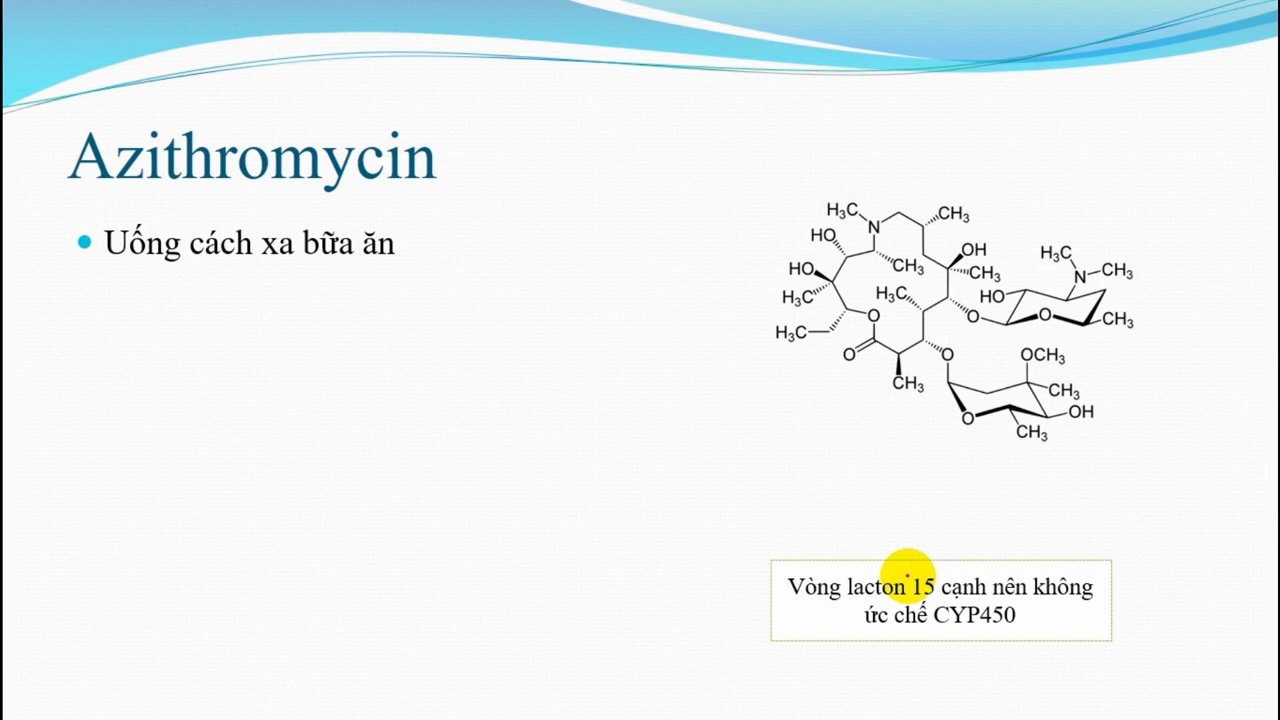 Azithromycin
Uống cách xa bữa ăn
H₃C
N
CH₃
HO
OH
H₃C
HO
CH₃
CH₃
N
CH₃
H₃C
H₃C
HO
O
O
O
CH₃
H₃C
O
O
OCH₃
CH₃
CH₃
O
OH
CH₃
Vòng lacton 15 cạnh nên không
ức chế CYP450